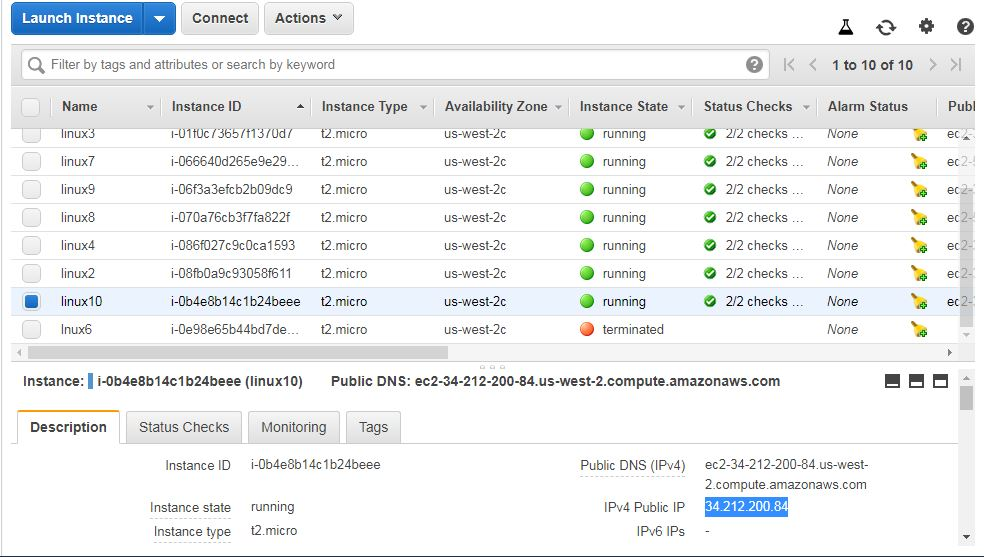 Launch Instance Connect Actions
Filter by tags and attributes or search by keyword 1 to 10 of 10
Name Instance ID Instance Type Availability Zone Instance State Status Checks Alarm Status Publ
linux3 i-01f0c73657f1370d7 t2.micro us-west-2c running 2/2 checks ... None ec2-
linux7 i-066640d265e9e29... t2.micro us-west-2c running 2/2 checks ... None ec2-
linux9 i-06f3a3efcb2b09dc9 t2.micro us-west-2c running 2/2 checks ... None ec2-
linux8 i-070a76cb3f7fa822f t2.micro us-west-2c running 2/2 checks ... None ec2-
linux4 i-086f027c9c0ca1593 t2.micro us-west-2c running 2/2 checks ... None ec2-
linux2 i-08fb0a9c93058f611 t2.micro us-west-2c running 2/2 checks ... None ec2-
linux10 i-0b4e8b14c1b24beee t2.micro us-west-2c running 2/2 checks ... None ec2-
lnux6 i-0e98e65b44bd7de... t2.micro us-west-2c terminated None
Instance: i-0b4e8b14c1b24beee (linux10) Public DNS: ec2-34-212-200-84.us-west-2.compute.amazonaws.com
Description Status Checks Monitoring Tags
Instance ID i-0b4e8b14c1b24beee Public DNS (IPv4) ec2-34-212-200-84.us-west-
2.compute.amazonaws.com
Instance state running IPv4 Public IP 34.212.200.84
Instance type t2.micro IPv6 IPs -